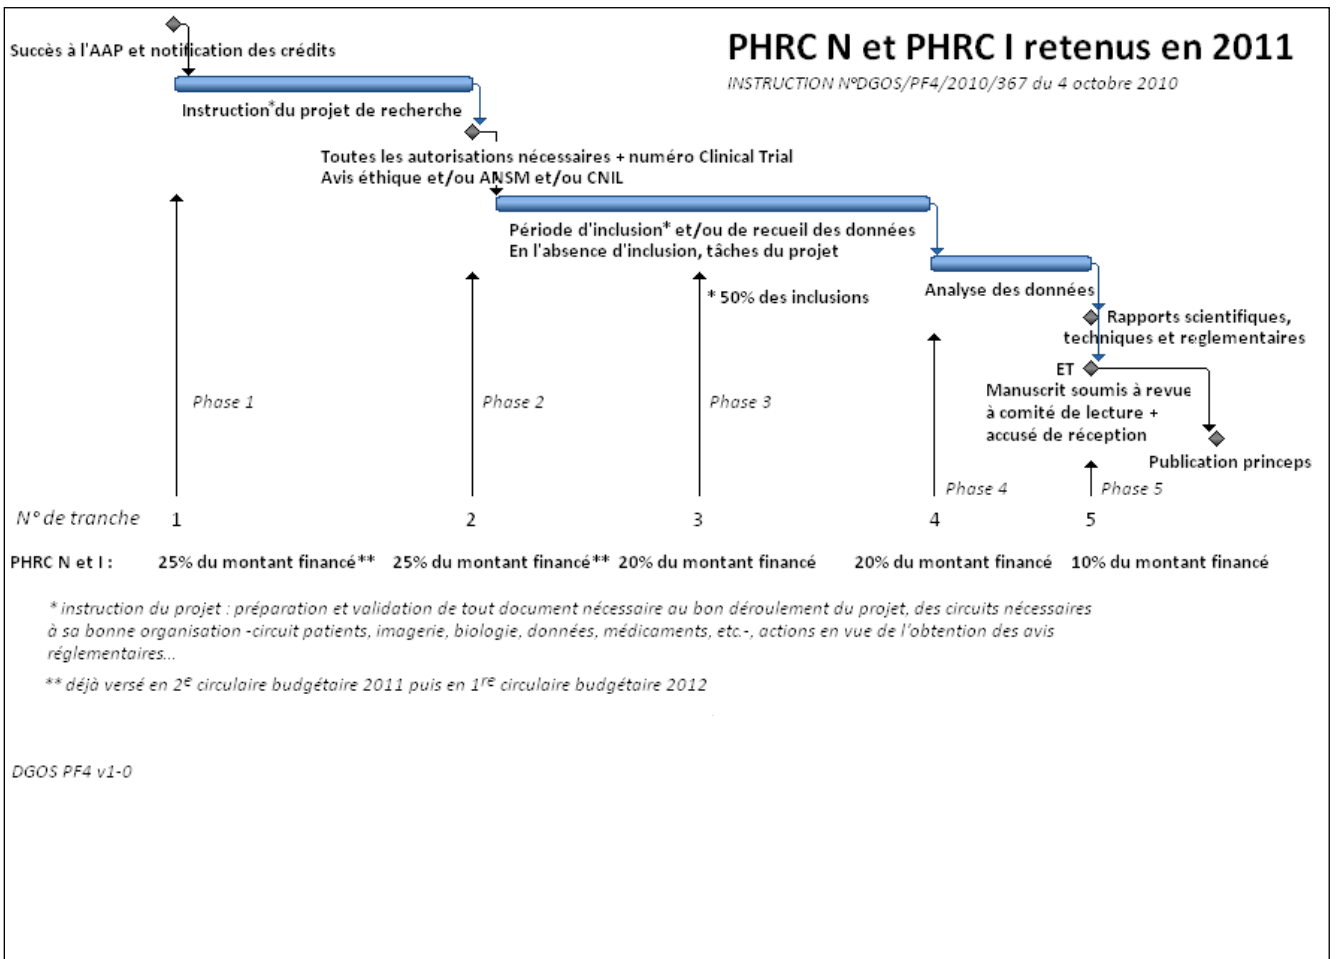 PHRC N et PHRC I retenus en 2011
INSTRUCTION N°DGOS/PF4/2010/367 du 4 octobre 2010
Succès à l'AAP et notification des crédits
Instruction* du projet de recherche
Toutes les autorisations nécessaires + numéro Clinical Trial
Avis éthique et/ou ANSM et/ou CNIL
Période d'inclusion* et/ou de recueil des données
En l'absence d'inclusion, tâches du projet
* 50% des inclusions
Analyse des données
Rapports scientifiques,
techniques et reglementaires
ET
Manuscrit soumis à revue
à comité de lecture +
accusé de réception
Publication princeps
Phase 1
Phase 2
Phase 3
Phase 4
Phase 5
N° de tranche 1 2 3 4 5
PHRC N et I : 25% du montant financé** 25% du montant financé** 20% du montant financé 20% du montant financé 10% du montant financé
* instruction du projet : préparation et validation de tout document nécessaire au bon déroulement du projet, des circuits nécessaires
à sa bonne organisation -circuit patients, imagerie, biologie, données, médicaments, etc.-, actions en vue de l'obtention des avis
réglementaires...
** déjà versé en 2e circulaire budgétaire 2011 puis en 1re circulaire budgétaire 2012
DGOS PF4 v1-0